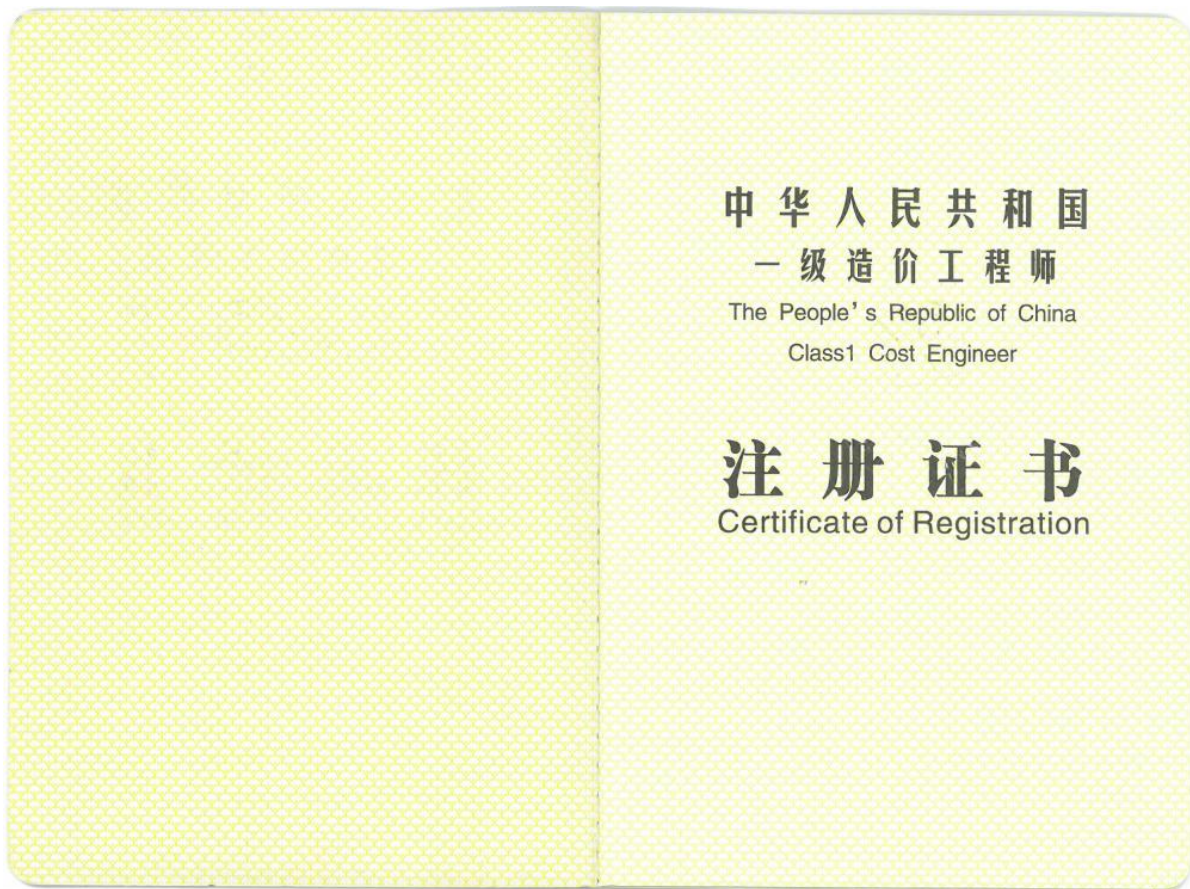 中华人民共和国
一级造价工程师
The People's Republic of China
Class1 Cost Engineer
注册证书
Certificate of Registration